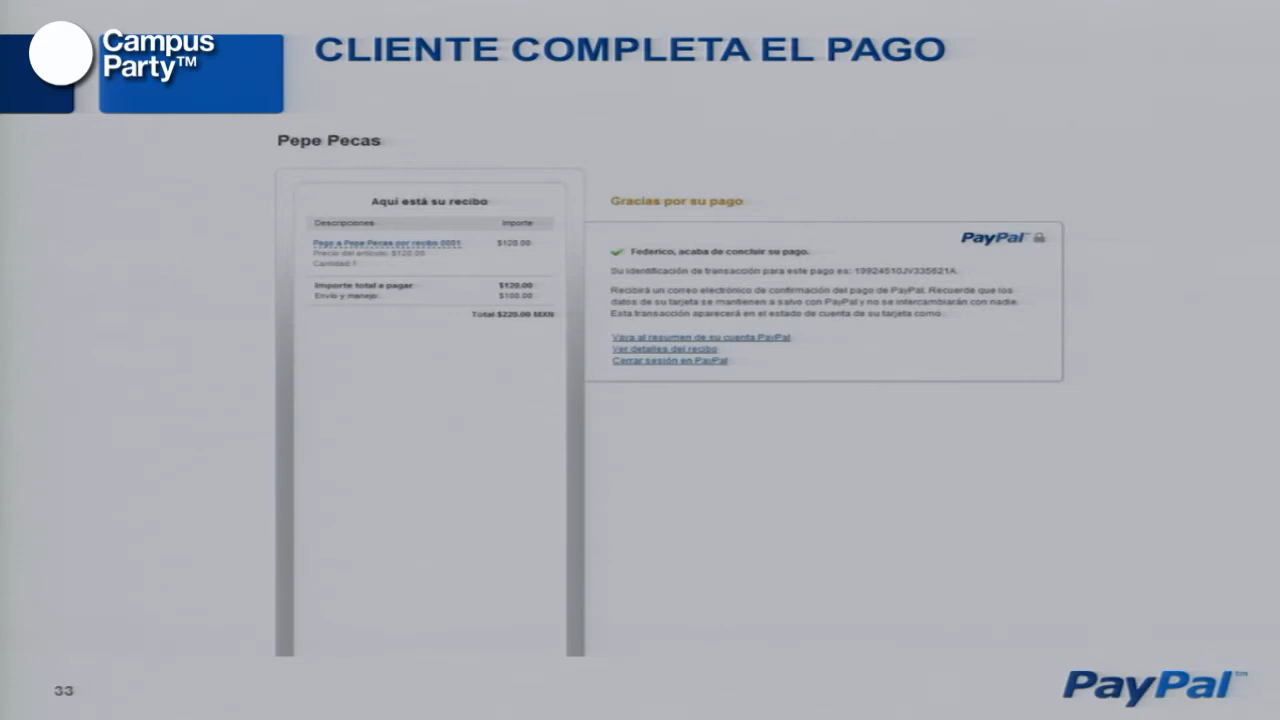 Campus
Party™
CLIENTE COMPLETA EL PAGO
Pepe Pecas
Aquí está su recibo
Descripciones Importe
Pago a Pepe Pecas por recibo 0001 $120.00
Precio del artículo: $120.00
Cantidad: 1
Importe total a pagar $120.00
Envío y manejo: $100.00
Total $220.00 MXN
Gracias por su pago
PayPal
Federico, acaba de concluir su pago.
Su identificación de transacción para este pago es: 19924510JV335621A.
Recibirá un correo electrónico de confirmación del pago de PayPal. Recuerde que los
datos de su tarjeta se mantienen a salvo con PayPal y no se intercambiarán con nadie.
Esta transacción aparecerá en el estado de cuenta de su tarjeta como
Vaya al resumen de su cuenta PayPal
Ver detalles del recibo
Cerrar sesión en PayPal
33
PayPal™